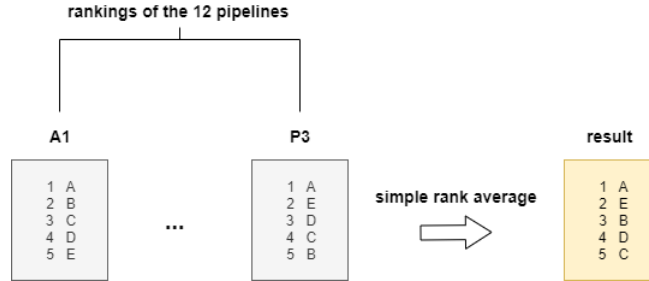 rankings of the 12 pipelines
A1
P3
result
1 A
2 B
3 C
4 D
5 E
...
1 A
2 E
3 D
4 C
5 B
simple rank average
1 A
2 E
3 B
4 D
5 C